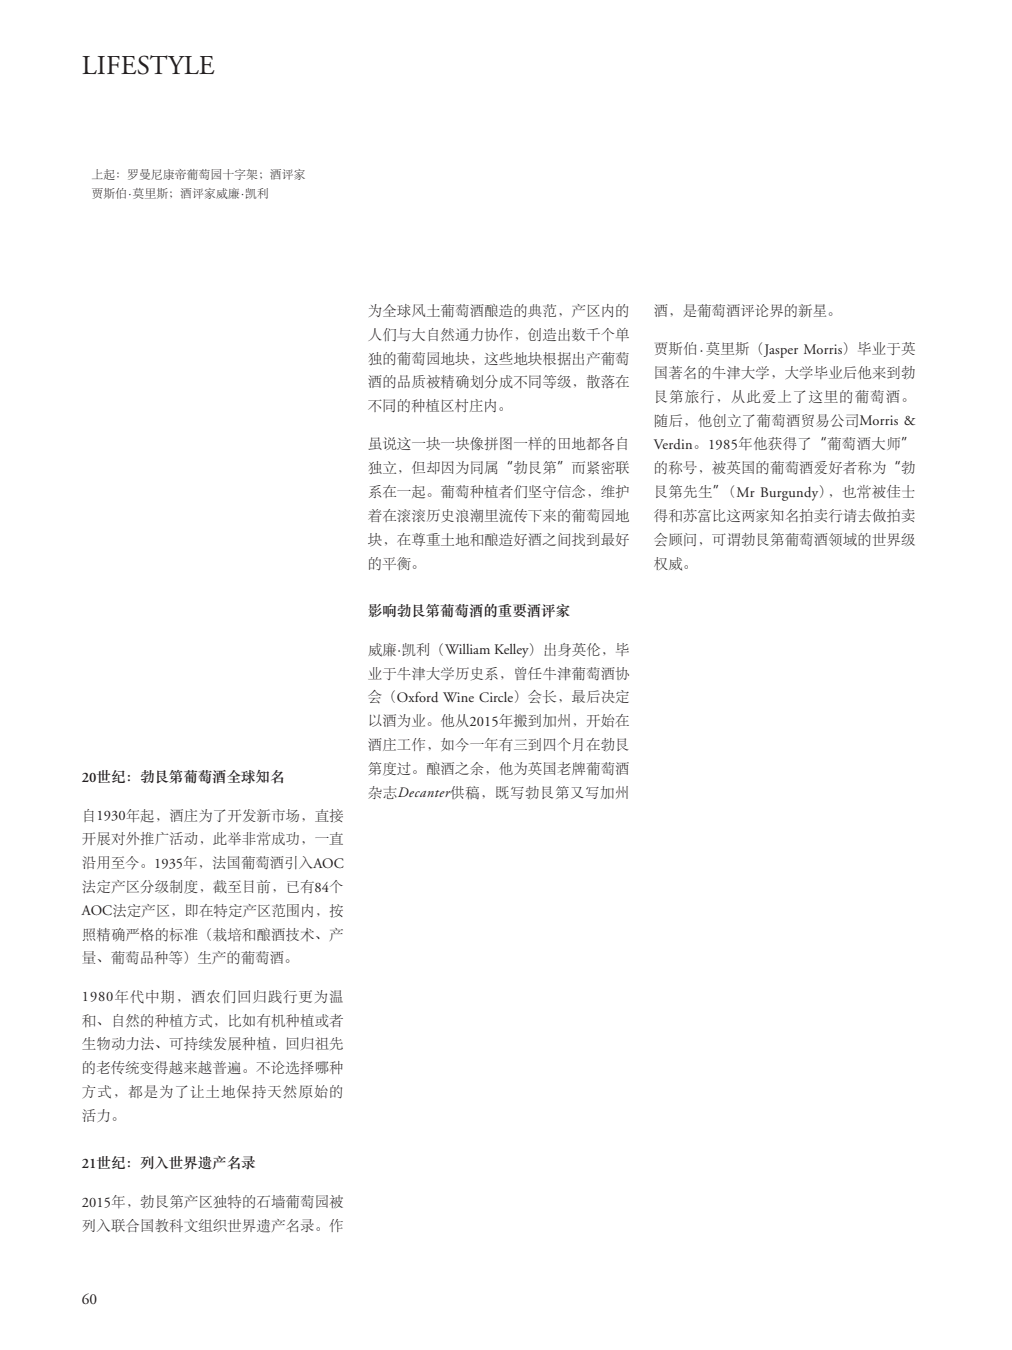 LIFESTYLE
上起：罗曼尼康帝葡萄园十字架；酒评家
贾斯伯·莫里斯；酒评家威廉·凯利
20世纪：勃艮第葡萄酒全球知名
自1930年起，酒庄为了开发新市场，直接
开展对外推广活动，此举非常成功，一直
沿用至今。1935年，法国葡萄酒引入AOC
法定产区分级制度，截至目前，已有84个
AOC法定产区，即在特定产区范围内，按
照精确严格的标准（栽培和酿酒技术、产
量、葡萄品种等）生产的葡萄酒。
1980年代中期，酒农们回归践行更为温
和、自然的种植方式，比如有机种植或者
生物动力法、可持续发展种植，回归祖先
的老传统变得越来越普遍。不论选择哪种
方式，都是为了让土地保持天然原始的
活力。
21世纪：列入世界遗产名录
2015年，勃艮第产区独特的石墙葡萄园被
列入联合国教科文组织世界遗产名录。作
为全球风土葡萄酒酿造的典范，产区内的
人们与大自然通力协作，创造出数千个单
独的葡萄园地块，这些地块根据出产葡萄
酒的品质被精确划分成不同等级，散落在
不同的种植区村庄内。
虽说这一块一块像拼图一样的田地都各自
独立，但却因为同属“勃艮第”而紧密联
系在一起。葡萄种植者们坚守信念，维护
着在滚滚历史浪潮里流传下来的葡萄园地
块，在尊重土地和酿造好酒之间找到最好
的平衡。
影响勃艮第葡萄酒的重要酒评家
威廉·凯利（William Kelley）出身英伦，毕
业于牛津大学历史系，曾任牛津葡萄酒协
会（Oxford Wine Circle）会长，最后决定
以酒为业。他从2015年搬到加州，开始在
酒庄工作，如今一年有三到四个月在勃艮
第度过。酿酒之余，他为英国老牌葡萄酒
杂志Decanter供稿，既写勃艮第又写加州
酒，是葡萄酒评论界的新星。
贾斯伯·莫里斯（Jasper Morris）毕业于英
国著名的牛津大学，大学毕业后他来到勃
艮第旅行，从此爱上了这里的葡萄酒。
随后，他创立了葡萄酒贸易公司Morris &
Verdin。1985年他获得了“葡萄酒大师”
的称号，被英国的葡萄酒爱好者称为“勃
艮第先生”（Mr Burgundy），也常被佳士
得和苏富比这两家知名拍卖行请去做拍卖
会顾问，可谓勃艮第葡萄酒领域的世界级
权威。
60